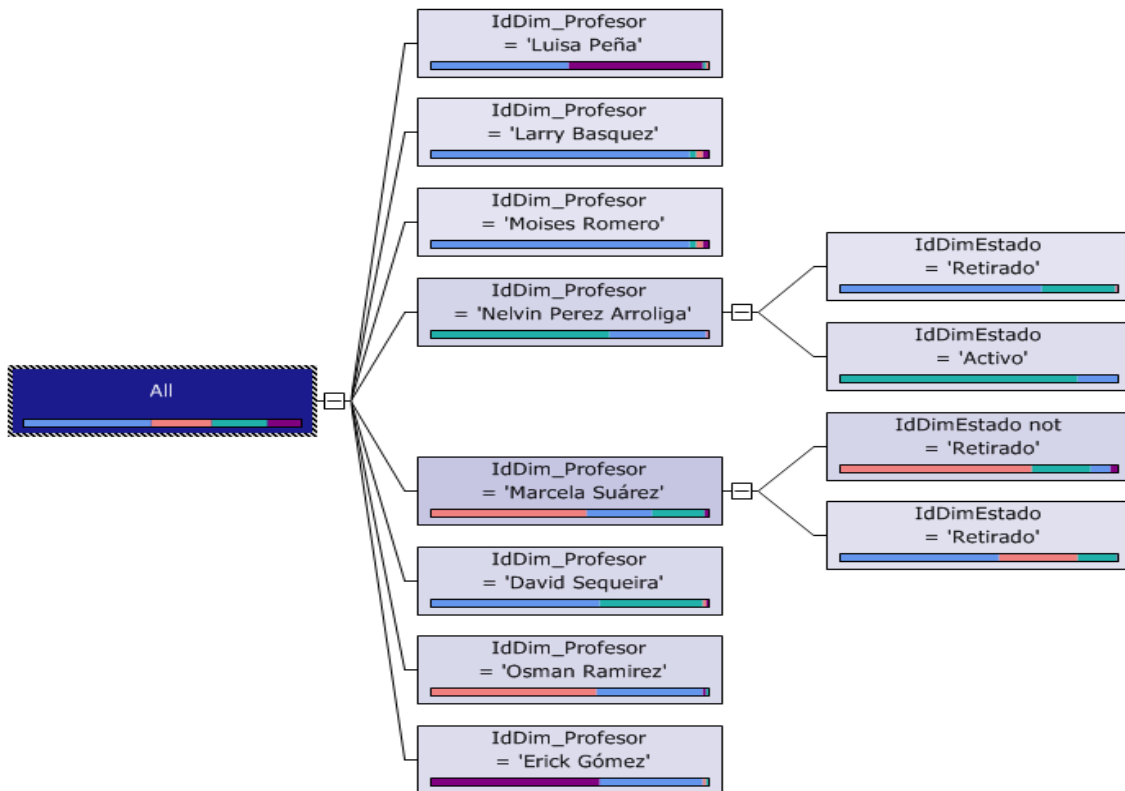 IdDim_Profesor
= 'Luisa Peña'
IdDim_Profesor
= 'Larry Basquez'
IdDim_Profesor
= 'Moises Romero'
IdDimEstado
= 'Retirado'
IdDim_Profesor
= 'Nelvin Perez Arroliga'
IdDimEstado
= 'Activo'
All
IdDimEstado not
= 'Retirado'
IdDim_Profesor
= 'Marcela Suárez'
IdDimEstado
= 'Retirado'
IdDim_Profesor
= 'David Sequeira'
IdDim_Profesor
= 'Osman Ramirez'
IdDim_Profesor
= 'Erick Gómez'